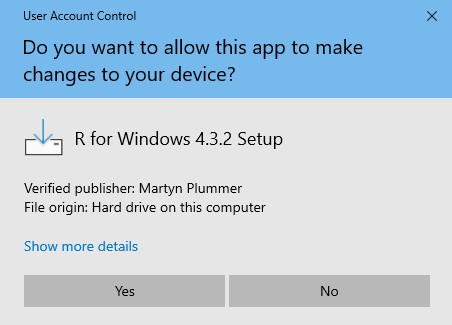 User Account Control
Do you want to allow this app to make
changes to your device?
R for Windows 4.3.2 Setup
Verified publisher: Martyn Plummer
File origin: Hard drive on this computer
Show more details
Yes
No